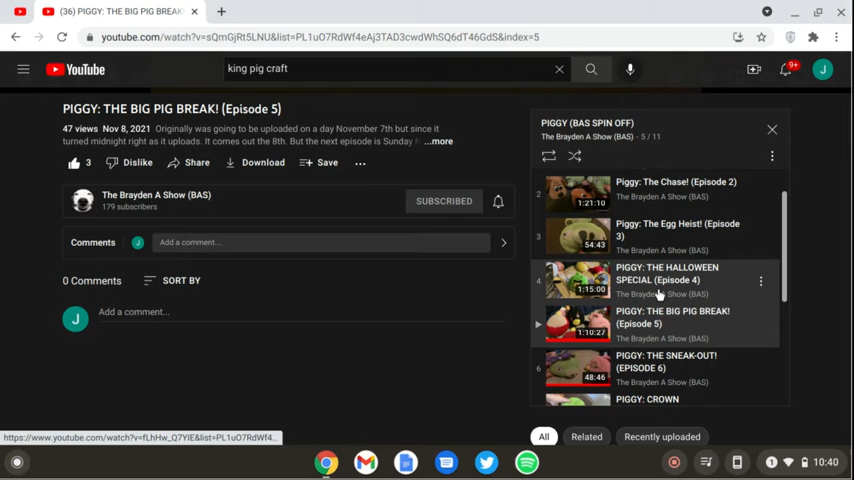 (36) PIGGY: THE BIG PIG BREAK! (
youtube.com/watch?v=sQmGjRt5LNU&list=PL1uO7RdWf4eAj3TAD3cwdWhSQ6dT46GdS&index=5
YouTube
king pig craft
9+
J
PIGGY: THE BIG PIG BREAK! (Episode 5)
47 views Nov 8, 2021 Originally was going to be uploaded on a day November 7th but since it
turned midnight right as it uploads. It comes out the 8th. But the next episode is Sunday f ...more
3
Dislike
Share
Download
Save
The Brayden A Show (BAS)
179 subscribers
SUBSCRIBED
Comments
J
Add a comment...
0 Comments
SORT BY
J
Add a comment...
PIGGY (BAS SPIN OFF)
The Brayden A Show (BAS) - 5 / 11
2
1:21:10
Piggy: The Chase! (Episode 2)
The Brayden A Show (BAS)
3
54:43
Piggy: The Egg Heist! (Episode
3)
The Brayden A Show (BAS)
4
1:15:00
PIGGY: THE HALLOWEEN
SPECIAL (Episode 4)
The Brayden A Show (BAS)
1:10:27
PIGGY: THE BIG PIG BREAK!
(Episode 5)
The Brayden A Show (BAS)
6
48:46
PIGGY: THE SNEAK-OUT!
(EPISODE 6)
The Brayden A Show (BAS)
PIGGY: CROWN
All
Related
Recently uploaded
https://www.youtube.com/watch?v=fLhHw_Q7YIE&list=PL1uO7RdWf4...
1
10:40